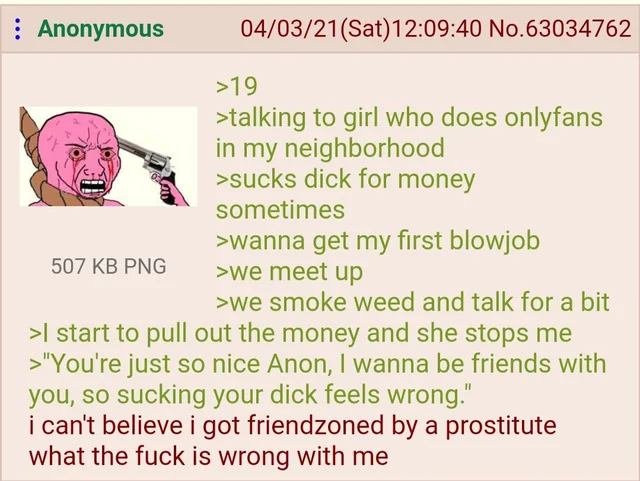 Anonymous 04/03/21(Sat)12:09:40 No.63034762
>19
>talking to girl who does onlyfans
in my neighborhood
>sucks dick for money
sometimes
>wanna get my first blowjob
507 KB PNG
>we meet up
>we smoke weed and talk for a bit
>I start to pull out the money and she stops me
>"You're just so nice Anon, I wanna be friends with
you, so sucking your dick feels wrong."
i can't believe i got friendzoned by a prostitute
what the fuck is wrong with me